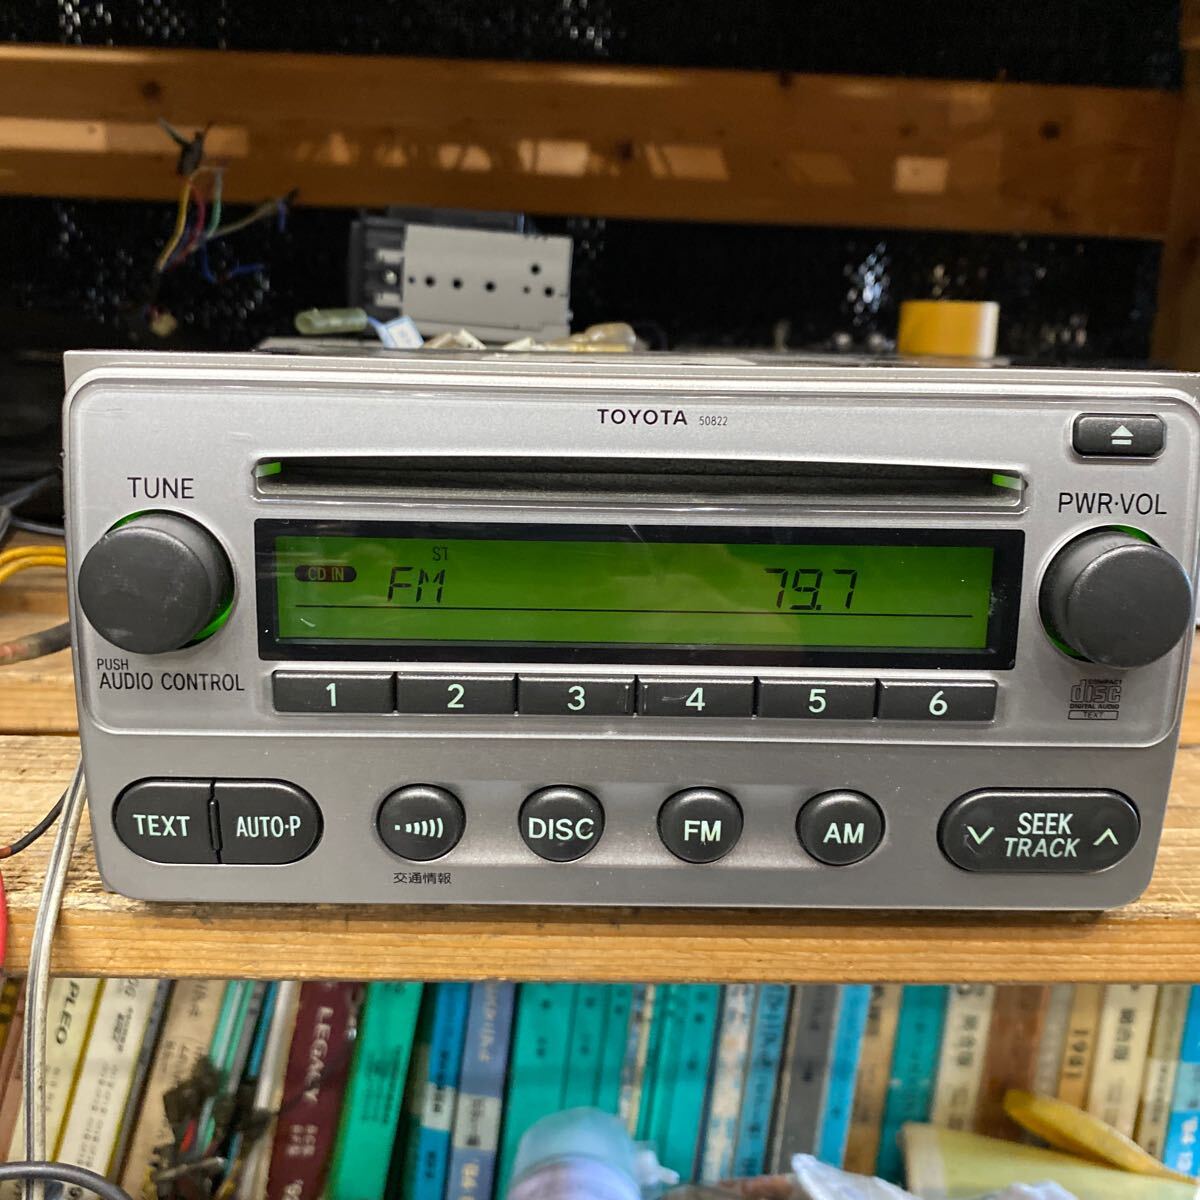 TOYOTA 50822
TUNE
PWR·VOL
ST
CD IN FM 79.7
PUSH
AUDIO CONTROL
1 2 3 4 5 6
COMPACT
disc
DIGITAL AUDIO
TEXT
TEXT AUTO·P DISC FM AM SEEK
TRACK
交通情報
PLEO
LEGACY